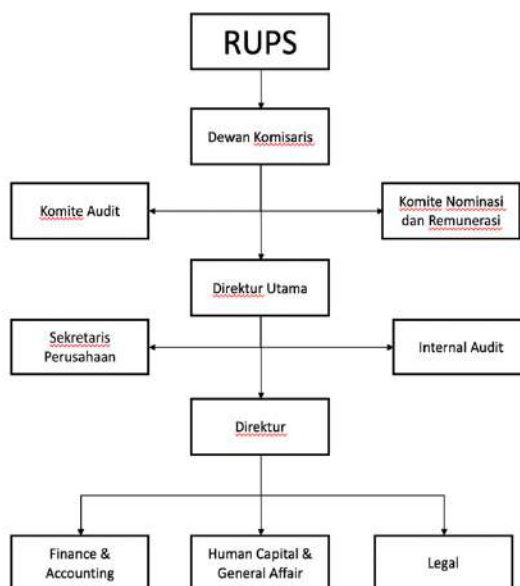 RUPS
Dewan Komisaris
Komite Audit
Komite Nominasi
dan Remunerasi
Direktur Utama
Sekretaris
Perusahaan
Internal Audit
Direktur
Finance &
Accounting
Human Capital &
General Affair
Legal